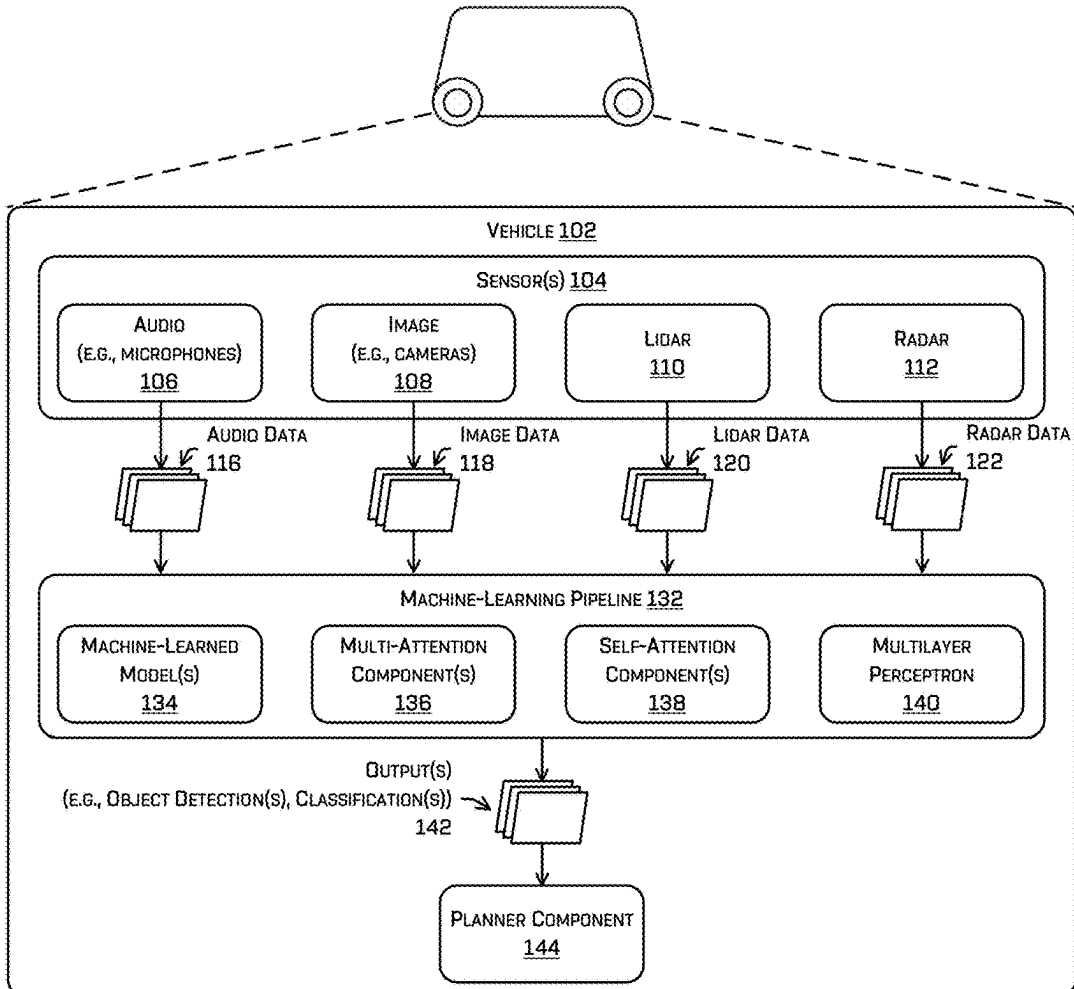 VEHICLE 102
SENSOR(S) 104
AUDIO
(E.G., MICROPHONES)
106
IMAGE
(E.G., CAMERAS)
108
LIDAR
110
RADAR
112
AUDIO DATA
116
IMAGE DATA
118
LIDAR DATA
120
RADAR DATA
122
MACHINE-LEARNING PIPELINE 132
MACHINE-LEARNED
MODEL(S)
134
MULTI-ATTENTION
COMPONENT(S)
136
SELF-ATTENTION
COMPONENT(S)
138
MULTILAYER
PERCEPTRON
140
OUTPUT(S)
(E.G., OBJECT DETECTION(S), CLASSIFICATION(S))
142
PLANNER COMPONENT
144